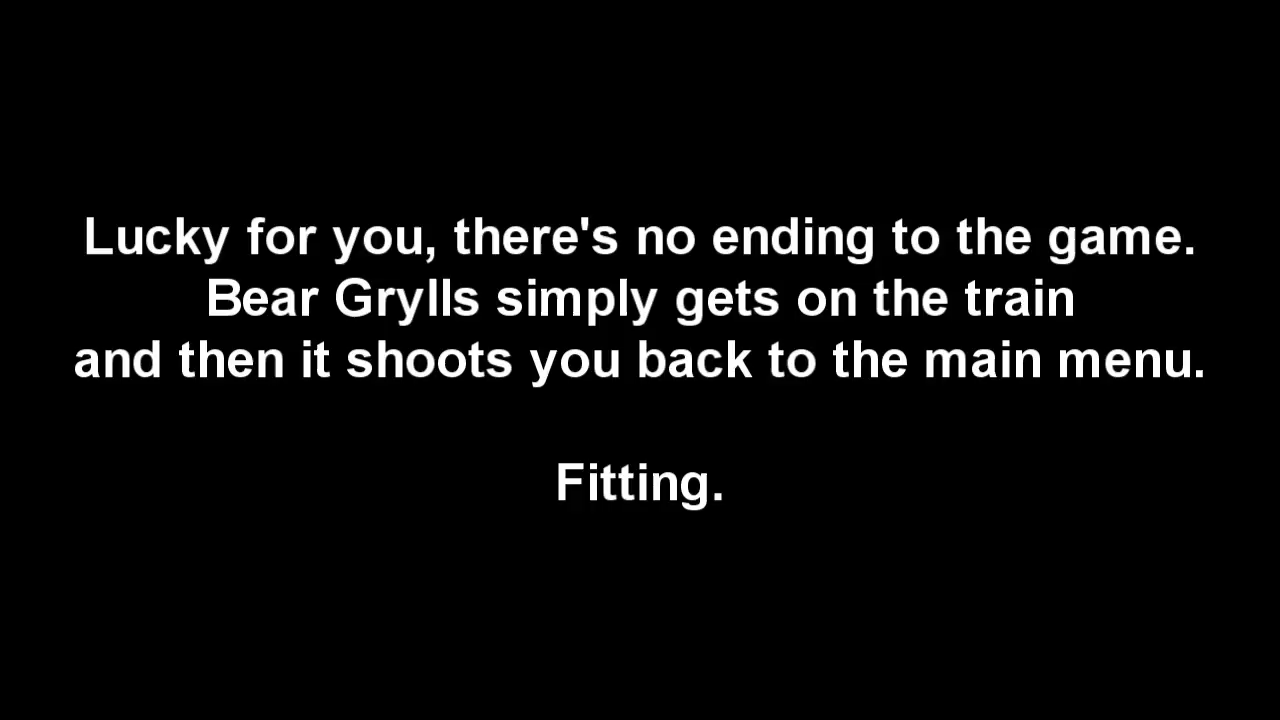 Lucky for you, there's no ending to the game.
Bear Grylls simply gets on the train
and then it shoots you back to the main menu.
Fitting.